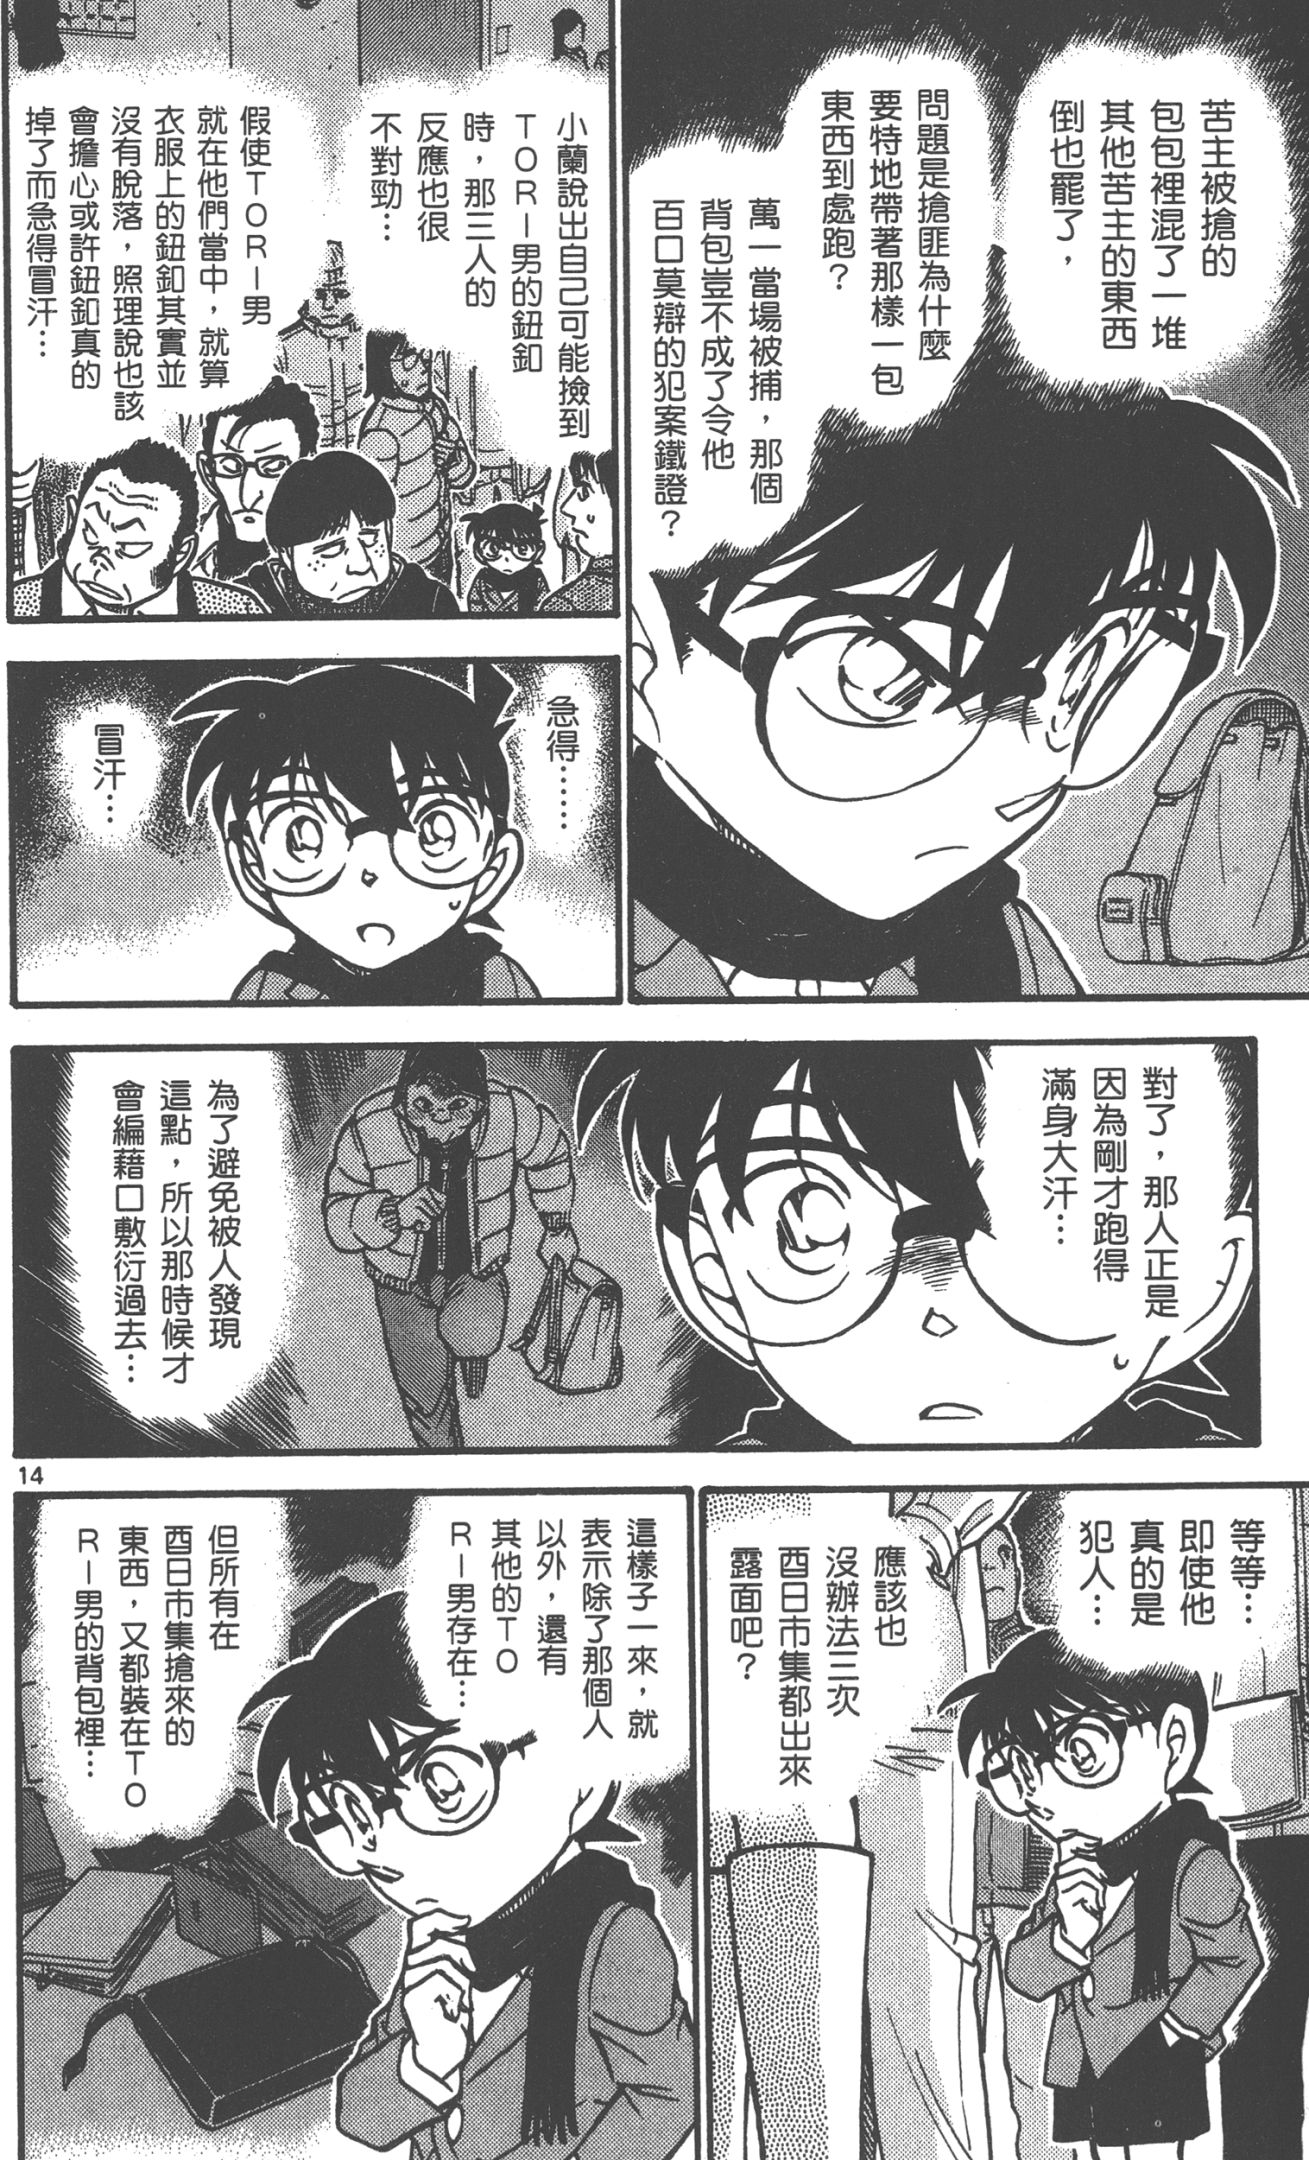 苦主被搶的
包包裡混了一堆
其他苦主的東西
倒也罷了，
問題是搶匪為什麼
要特地帶著那樣一包
東西到處跑？
萬一當場被捕，那個
背包豈不成了令他
百口莫辯的犯案鐵證？
小蘭說出自己可能撿到
TORI男的鈕釦
時，那三人的
反應也很
不對勁…
假使TORI男
就在他們當中，就算
衣服上的鈕釦其實並
沒有脫落，照理說也該
會擔心或許鈕釦真的
掉了而急得冒汗…
急得……
冒汗…
對了，那人正是
因為剛才跑得
滿身大汗…
為了避免被人發現
這點，所以那時候才
會編藉口敷衍過去…
14
等等…
即使他
真的是
犯人…
應該也
沒辦法三次
酉日市集都出來
露面吧？
這樣子一來，就
表示除了那個人
以外，還有
其他的TO
RI男存在…
但所有在
酉日市集搶來的
東西，又都裝在TO
RI男的背包裡…